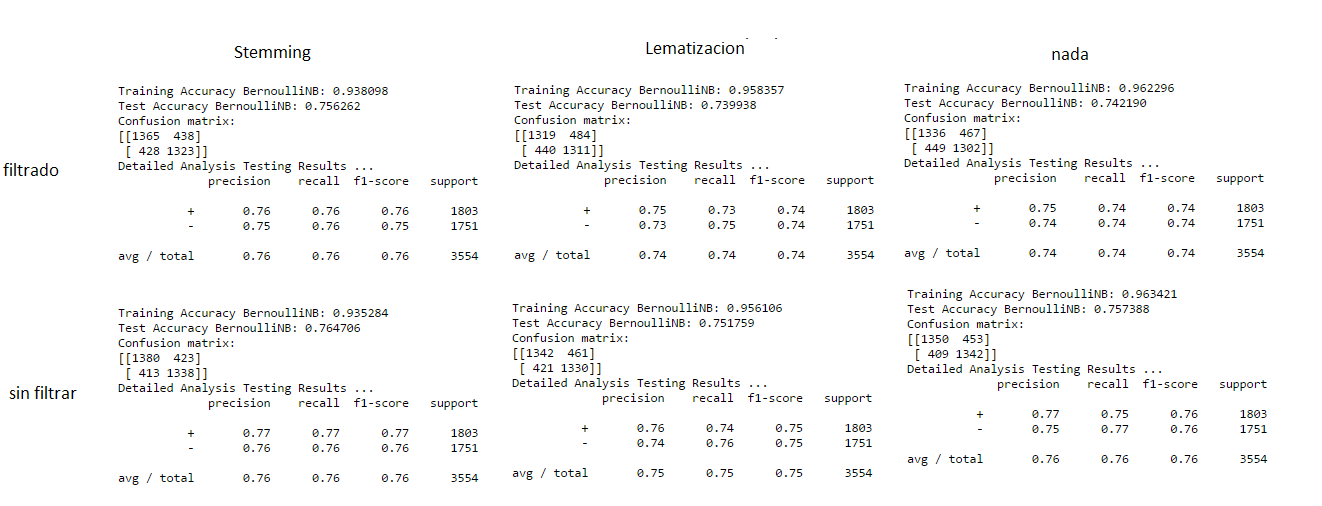 Stemming
Lematizacion
nada
filtrado
Training Accuracy BernoulliNB: 0.938098
Test Accuracy BernoulliNB: 0.756262
Confusion matrix:
[[1365 438]
[ 428 1323]]
Detailed Analysis Testing Results ...
precision recall f1-score support
+ 0.76 0.76 0.76 1803
- 0.75 0.76 0.75 1751
avg / total 0.76 0.76 0.76 3554
Training Accuracy BernoulliNB: 0.958357
Test Accuracy BernoulliNB: 0.739938
Confusion matrix:
[[1319 484]
[ 440 1311]]
Detailed Analysis Testing Results ...
precision recall f1-score support
+ 0.75 0.73 0.74 1803
- 0.73 0.75 0.74 1751
avg / total 0.74 0.74 0.74 3554
Training Accuracy BernoulliNB: 0.962296
Test Accuracy BernoulliNB: 0.742190
Confusion matrix:
[[1336 467]
[ 449 1302]]
Detailed Analysis Testing Results ...
precision recall f1-score support
+ 0.75 0.74 0.74 1803
- 0.74 0.74 0.74 1751
avg / total 0.74 0.74 0.74 3554
sin filtrar
Training Accuracy BernoulliNB: 0.935284
Test Accuracy BernoulliNB: 0.764706
Confusion matrix:
[[1380 423]
[ 413 1338]]
Detailed Analysis Testing Results ...
precision recall f1-score support
+ 0.77 0.77 0.77 1803
- 0.76 0.76 0.76 1751
avg / total 0.76 0.76 0.76 3554
Training Accuracy BernoulliNB: 0.956106
Test Accuracy BernoulliNB: 0.751759
Confusion matrix:
[[1342 461]
[ 421 1330]]
Detailed Analysis Testing Results ...
precision recall f1-score support
+ 0.76 0.74 0.75 1803
- 0.74 0.76 0.75 1751
avg / total 0.75 0.75 0.75 3554
Training Accuracy BernoulliNB: 0.963421
Test Accuracy BernoulliNB: 0.757388
Confusion matrix:
[[1350 453]
[ 409 1342]]
Detailed Analysis Testing Results ...
precision recall f1-score support
+ 0.77 0.75 0.76 1803
- 0.75 0.77 0.76 1751
avg / total 0.76 0.76 0.76 3554